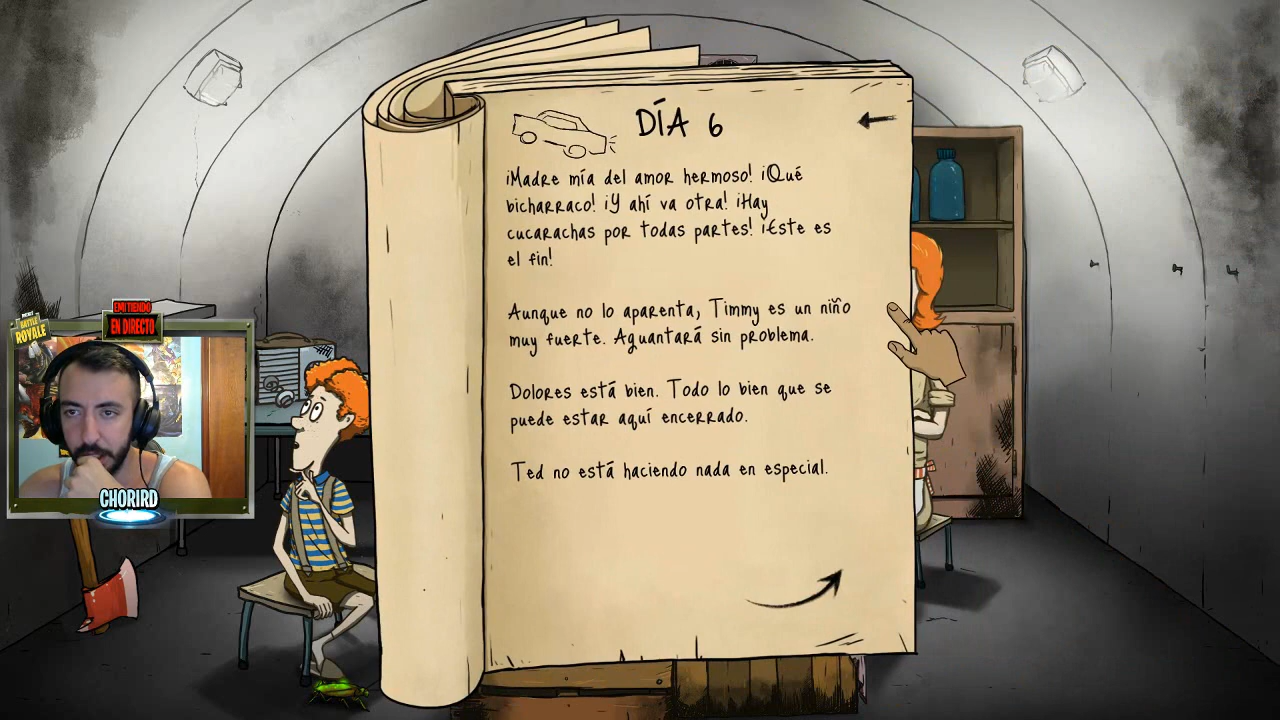 DÍA 6
¡Madre mía del amor hermoso! ¡Qué
bicharraco! ¡Y ahí va otra! ¡Hay
cucarachas por todas partes! ¡Éste es
el fin!
Aunque no lo aparenta, Timmy es un niño
muy fuerte. Aguantará sin problema.
Dolores está bien. Todo lo bien que se
puede estar aquí encerrado.
Ted no está haciendo nada en especial.
EMITIENDO
EN DIRECTO
BATTLE
ROYALE
CHORIRD